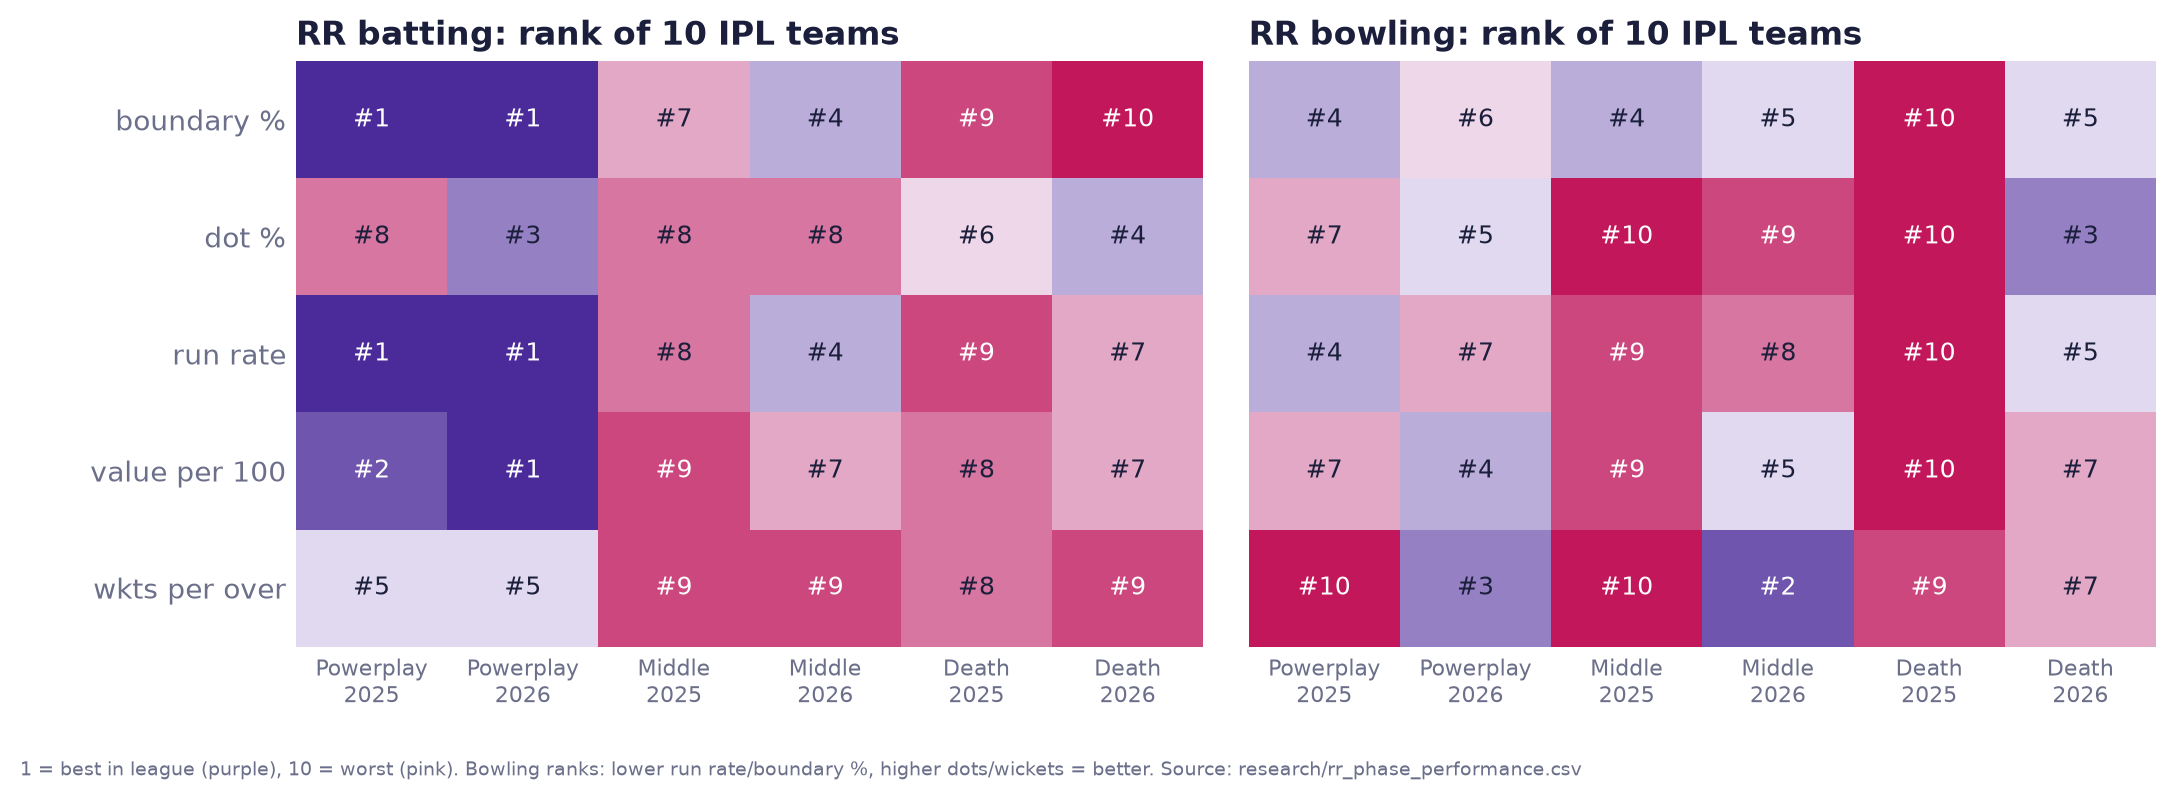 RR batting: rank of 10 IPL teams
RR bowling: rank of 10 IPL teams
boundary % #1 #1 #7 #4 #9 #10 #4 #6 #4 #5 #10 #5
dot % #8 #3 #8 #8 #6 #4 #7 #5 #10 #9 #10 #3
run rate #1 #1 #8 #4 #9 #7 #4 #7 #9 #8 #10 #5
value per 100 #2 #1 #9 #7 #8 #7 #7 #4 #9 #5 #10 #7
wkts per over #5 #5 #9 #9 #8 #9 #10 #3 #10 #2 #9 #7
Powerplay Powerplay Middle Middle Death Death Powerplay Powerplay Middle Middle Death Death
2025 2026 2025 2026 2025 2026 2025 2026 2025 2026 2025 2026
1 = best in league (purple), 10 = worst (pink). Bowling ranks: lower run rate/boundary %, higher dots/wickets = better. Source: research/rr_phase_performance.csv